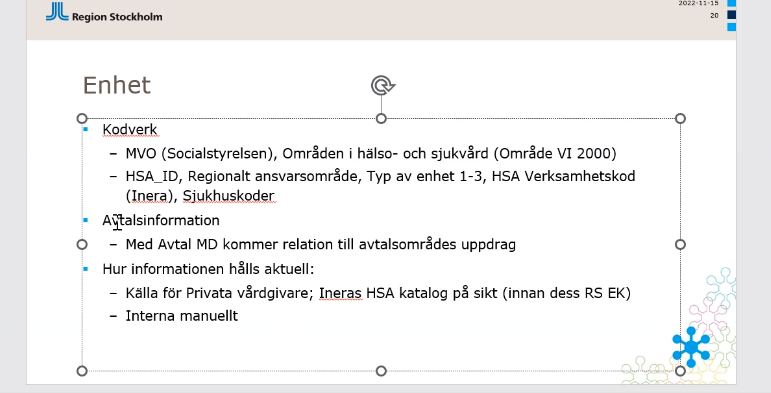 Region Stockholm
2022-11-15
20
Enhet
Kodverk
– MVO (Socialstyrelsen), Områden i hälso- och sjukvård (Område VI 2000)
– HSA_ID, Regionalt ansvarsområde, Typ av enhet 1-3, HSA Verksamhetskod
(Inera), Sjukhuskoder
Avtalsinformation
– Med Avtal MD kommer relation till avtalsområdes uppdrag
Hur informationen hålls aktuell:
– Källa för Privata vårdgivare; Ineras HSA katalog på sikt (innan dess RS EK)
– Interna manuellt